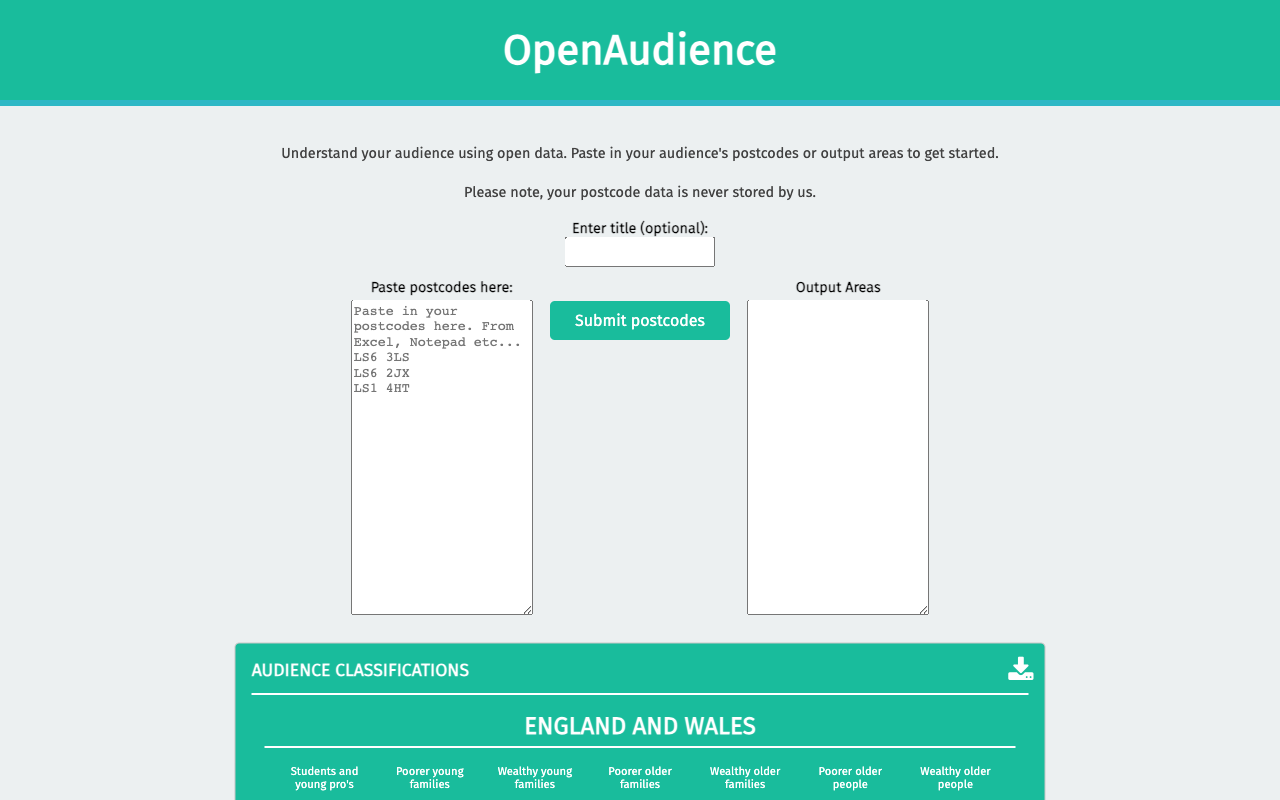 OpenAudience
Understand your audience using open data. Paste in your audience's postcodes or output areas to get started.
Please note, your postcode data is never stored by us.
Enter title (optional):
Paste postcodes here:
Output Areas
Paste in your
postcodes here. From
Excel, Notepad etc...
LS6 3LS
LS6 2JX
LS1 4HT
Submit postcodes
AUDIENCE CLASSIFICATIONS
ENGLAND AND WALES
Students and
young pro's
Poorer young
families
Wealthy young
families
Poorer older
families
Wealthy older
families
Poorer older
people
Wealthy older
people